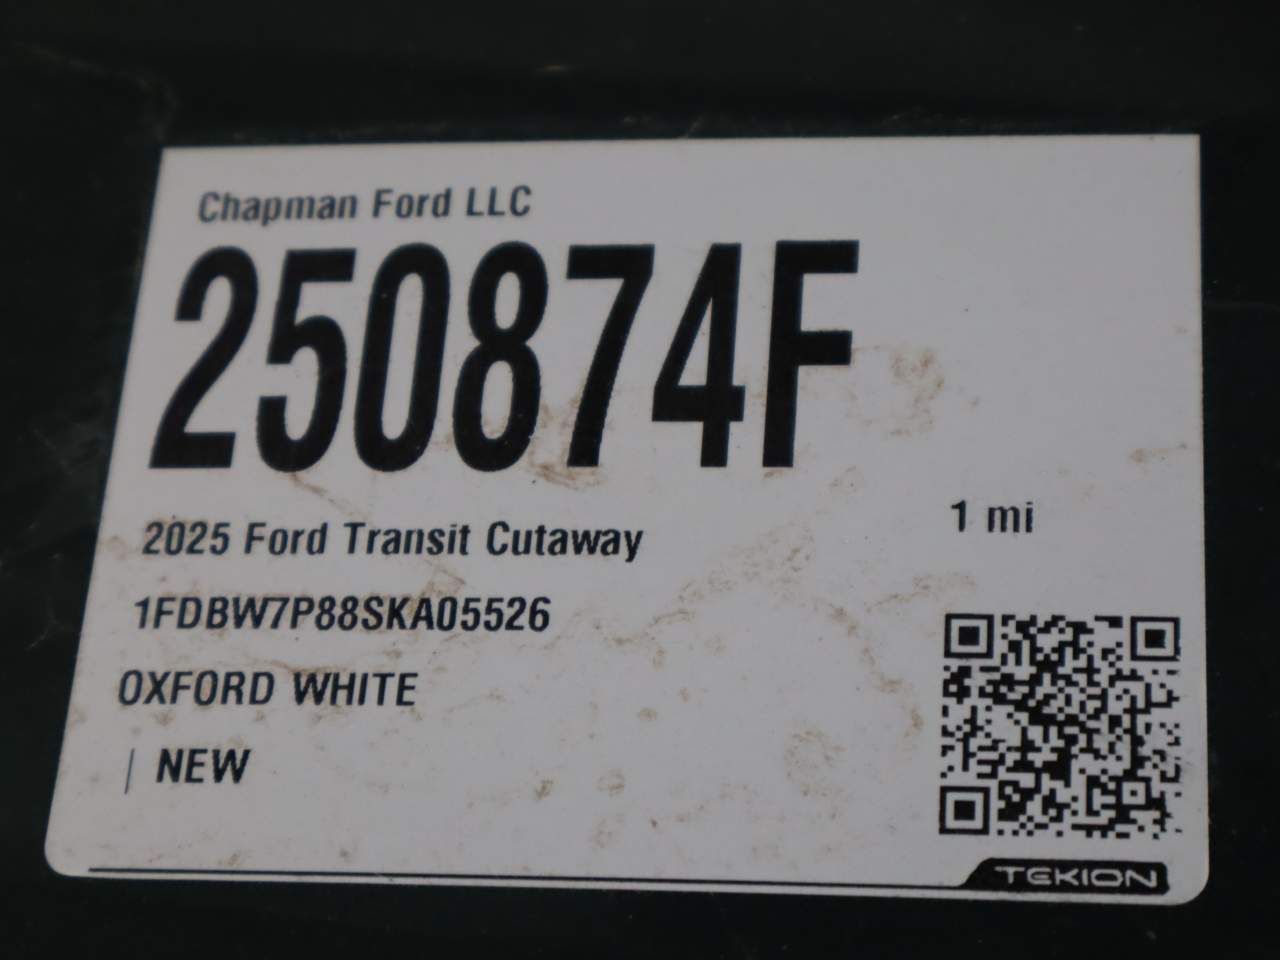 Chapman Ford LLC
250874F
2025 Ford Transit Cutaway
1 mi
1FDBW7P88SKA05526
OXFORD WHITE
| NEW
TEKION